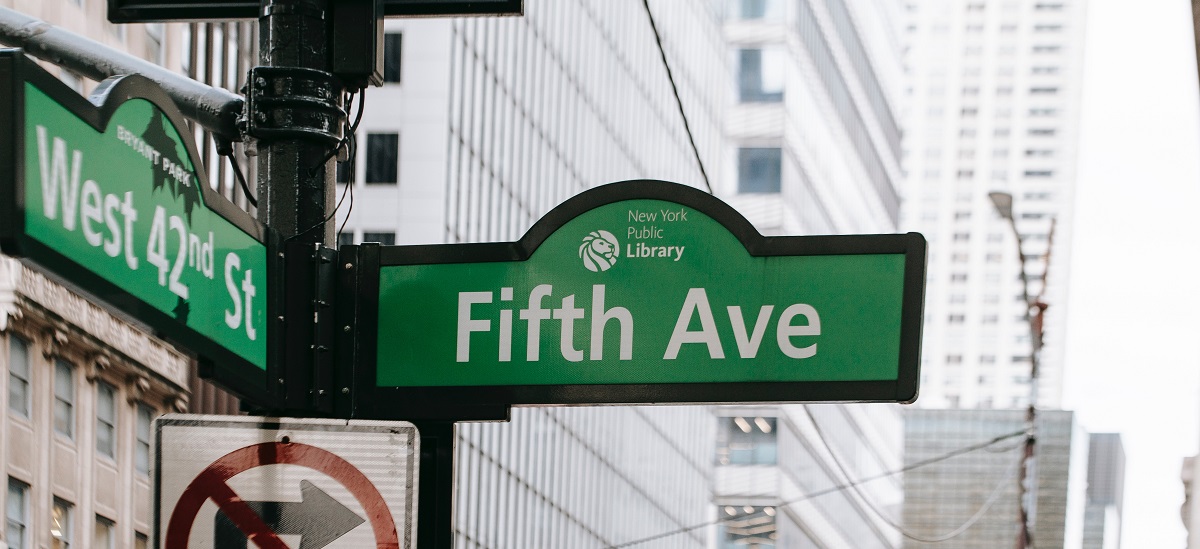 BRYANT PARK
West 42nd St
New York
Public
Library
Fifth Ave